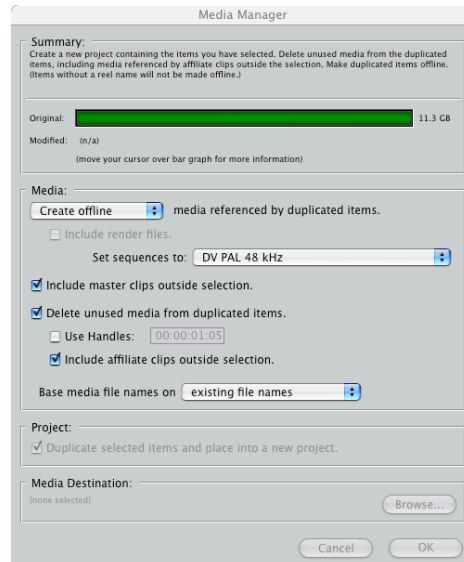 Media Manager
Summary:
Create a new project containing the items you have selected. Delete unused media from the duplicated
items, including media referenced by affiliate clips outside the selection. Make duplicated items offline.
(Items without a reel name will not be made offline.)
Original: 11.3 GB
Modified: (n/a)
(move your cursor over bar graph for more information)
Media:
Create offline media referenced by duplicated items.
Include render files.
Set sequences to: DV PAL 48 kHz
Include master clips outside selection.
Delete unused media from duplicated items.
Use Handles: 00:00:01:05
Include affiliate clips outside selection.
Base media file names on existing file names
Project:
Duplicate selected items and place into a new project.
Media Destination:
[none selected]
Browse...
Cancel OK